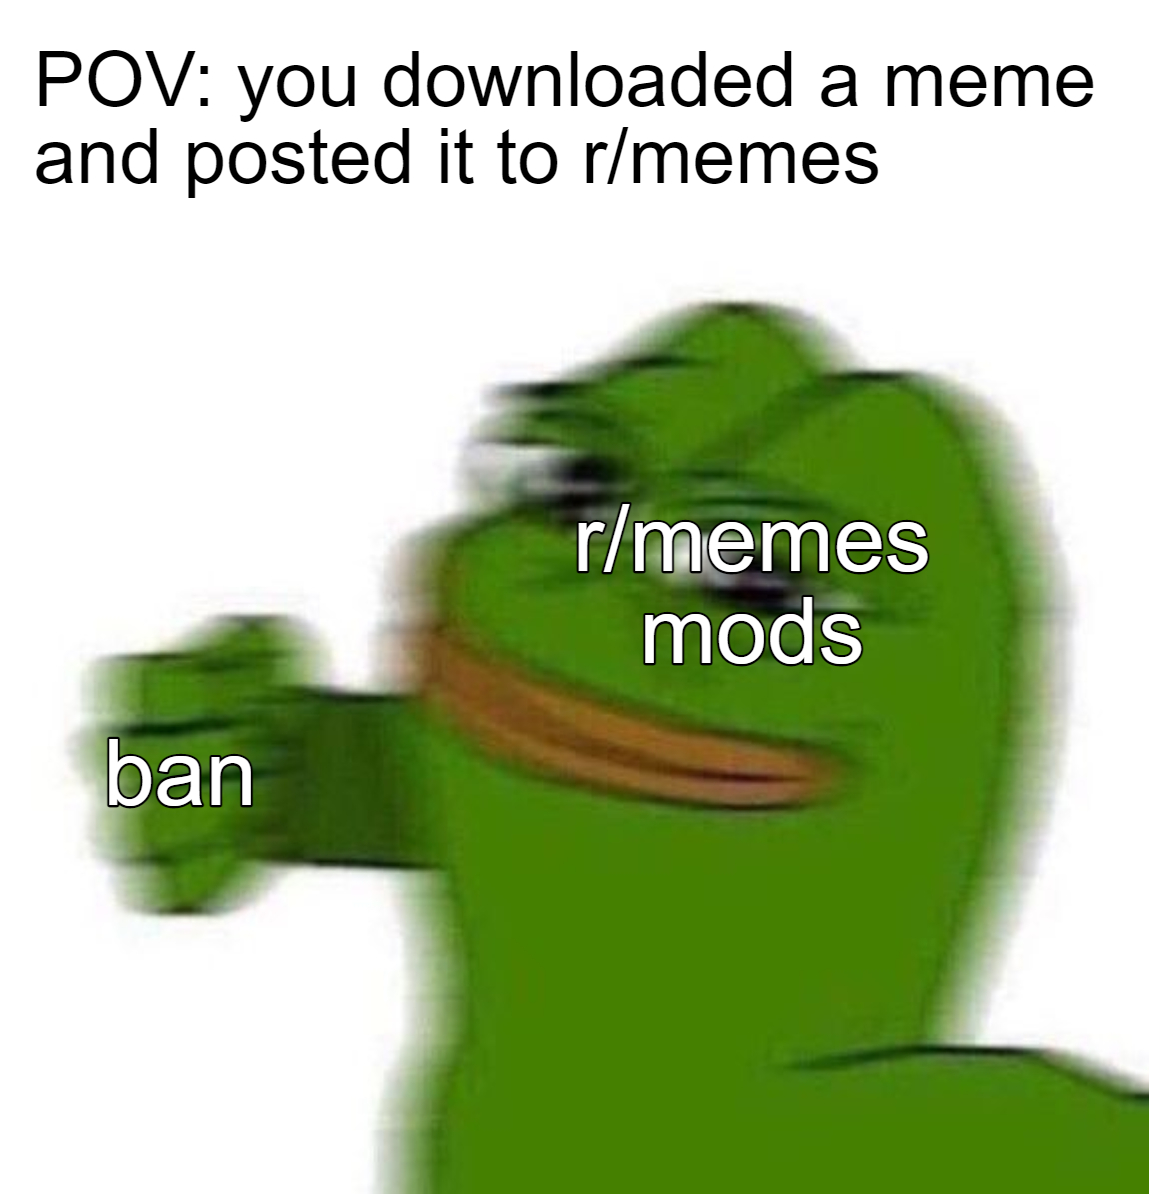 POV: you downloaded a meme
and posted it to r/memes
r/memes
mods
ban